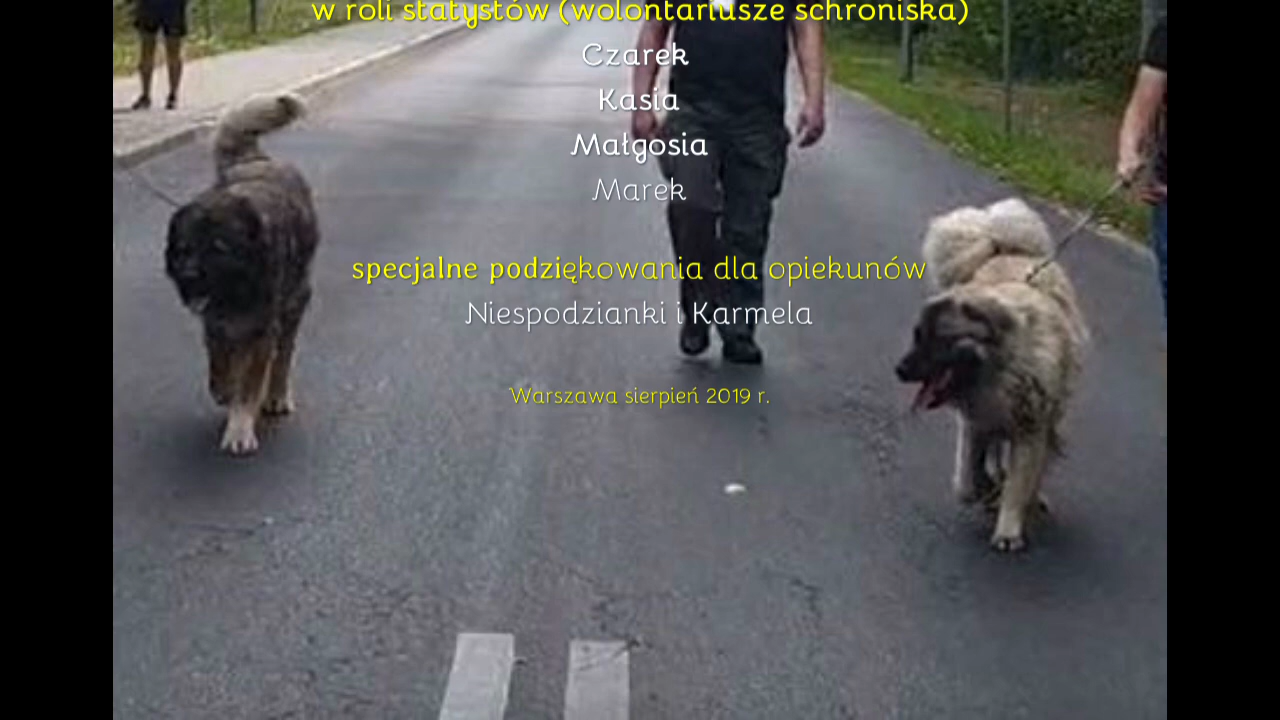 w roli statystów (wolontariusze schroniska)
Czarek
Kasia
Małgosia
Marek
specjalne podziękowania dla opiekunów
Niespodzianki i Karmela
Warszawa sierpień 2019 r.